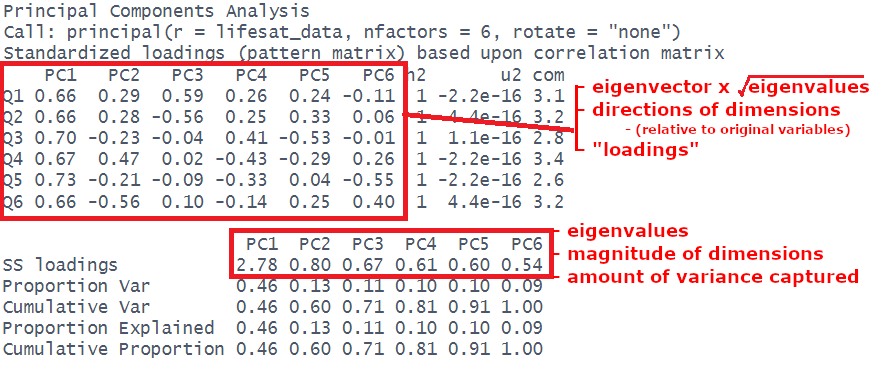 Principal Components Analysis
Call: principal(r = lifesat_data, nfactors = 6, rotate = "none")
Standardized loadings (pattern matrix) based upon correlation matrix
PC1 PC2 PC3 PC4 PC5 PC6 h2 u2 com
Q1 0.66 0.29 0.59 0.26 0.24 -0.11 1 -2.2e-16 3.1
Q2 0.66 0.28 -0.56 0.25 0.33 0.06 1 4.4e-16 3.2
Q3 0.70 -0.23 -0.04 0.41 -0.53 -0.01 1 1.1e-16 2.8
Q4 0.67 0.47 0.02 -0.43 -0.29 0.26 1 -2.2e-16 3.4
Q5 0.73 -0.21 -0.09 -0.33 0.04 -0.55 1 -2.2e-16 2.6
Q6 0.66 -0.56 0.10 -0.14 0.25 0.40 1 4.4e-16 3.2
- eigenvector x √eigenvalues
- directions of dimensions
- (relative to original variables)
- "loadings"
PC1 PC2 PC3 PC4 PC5 PC6
SS loadings 2.78 0.80 0.67 0.61 0.60 0.54
Proportion Var 0.46 0.13 0.11 0.10 0.10 0.09
Cumulative Var 0.46 0.60 0.71 0.81 0.91 1.00
Proportion Explained 0.46 0.13 0.11 0.10 0.10 0.09
Cumulative Proportion 0.46 0.60 0.71 0.81 0.91 1.00
- eigenvalues
- magnitude of dimensions
- amount of variance captured